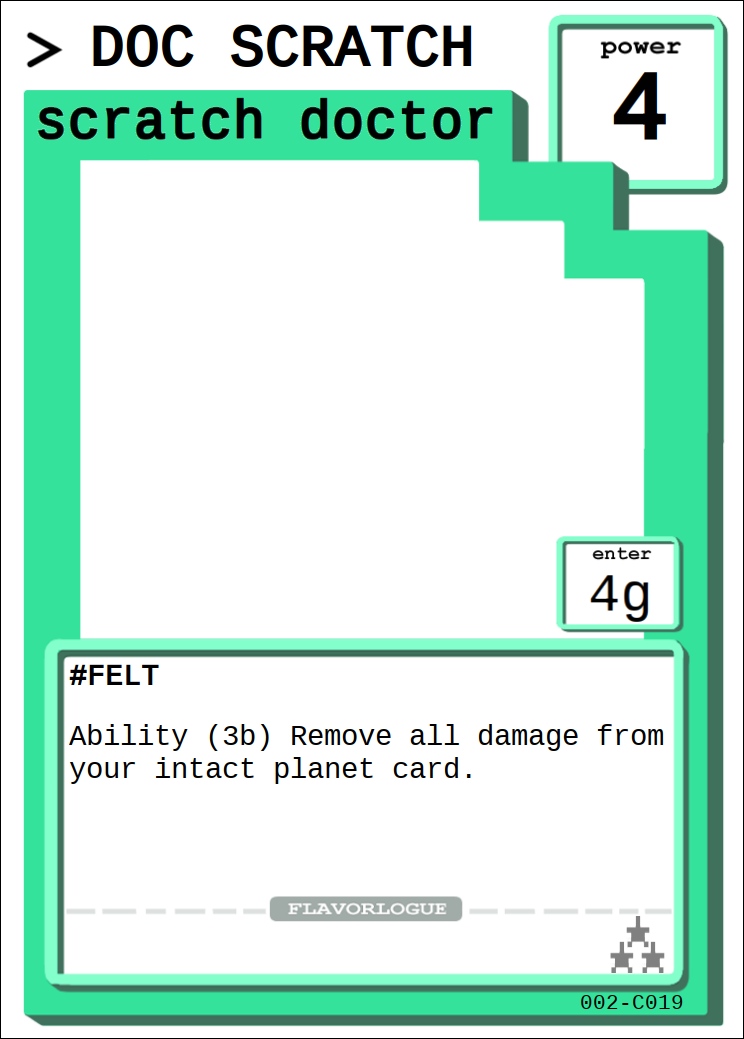 > DOC SCRATCH
power
4
scratch doctor
enter
4g
#FELT
Ability (3b) Remove all damage from
your intact planet card.
FLAVORLOGUE
002-C019